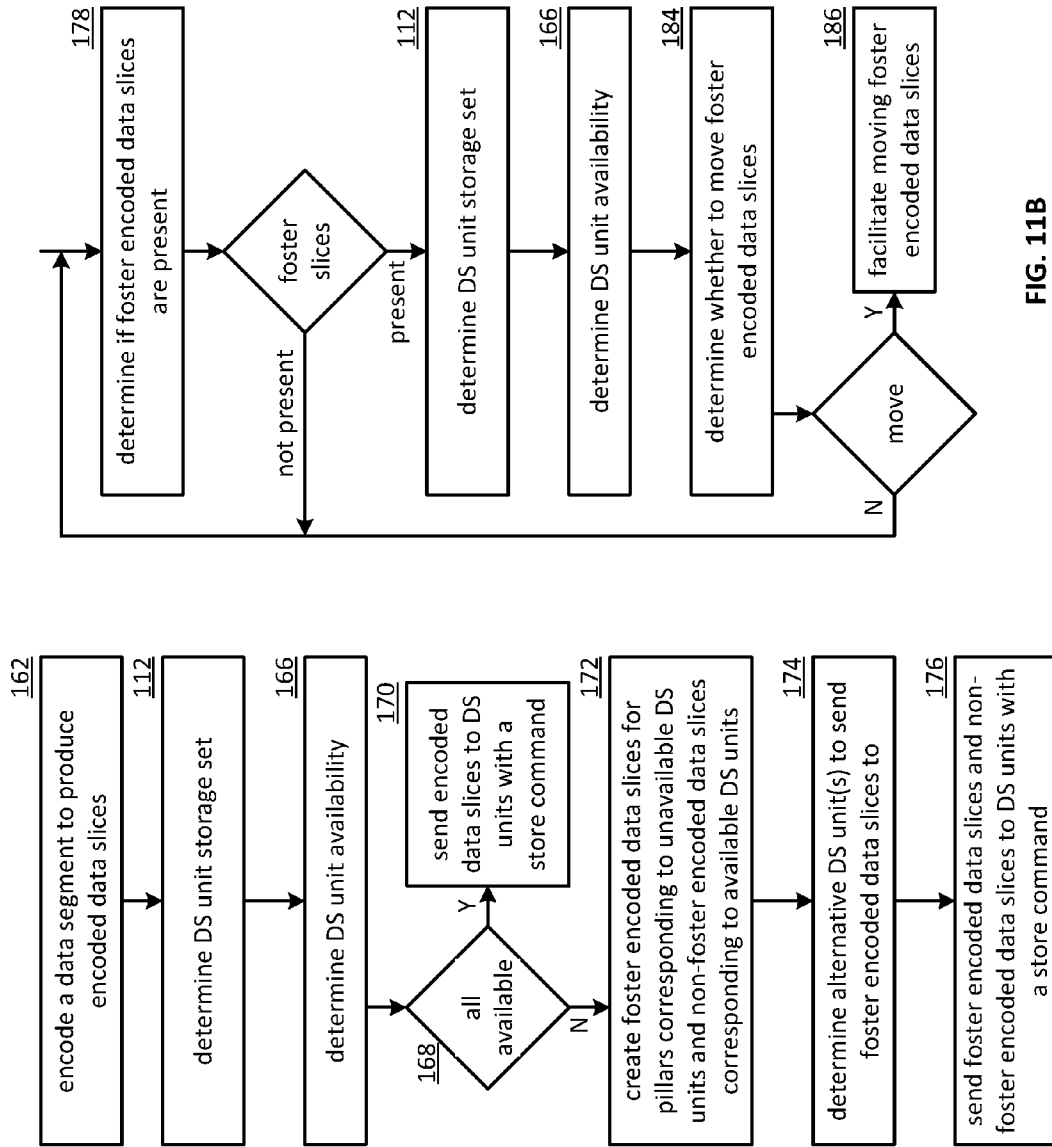 162
encode a data segment to produce
encoded data slices
112
determine DS unit storage set
166
determine DS unit availability
168
all
available
Y
170
send encoded
data slices to DS
units with a
store command
N
172
create foster encoded data slices for
pillars corresponding to unavailable DS
units and non-foster encoded data slices
corresponding to available DS units
174
determine alternative DS unit(s) to send
foster encoded data slices to
176
send foster encoded data slices and non-
foster encoded data slices to DS units with
a store command
178
determine if foster encoded data slices
are present
foster
slices
not present
present
112
determine DS unit storage set
166
determine DS unit availability
184
determine whether to move foster
encoded data slices
move
N
Y
186
facilitate moving foster
encoded data slices
FIG. 11B